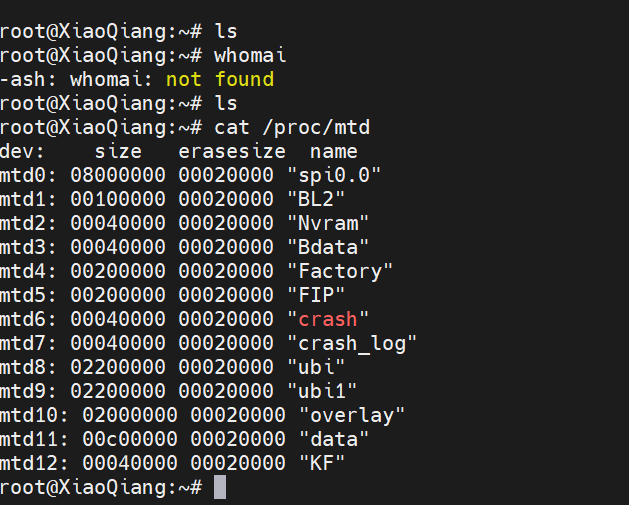 root@XiaoQiang:~# ls
root@XiaoQiang:~# whomai
-ash: whomai: not found
root@XiaoQiang:~# ls
root@XiaoQiang:~# cat /proc/mtd
dev:    size   erasesize  name
mtd0: 08000000 00020000 "spi0.0"
mtd1: 00100000 00020000 "BL2"
mtd2: 00040000 00020000 "Nvram"
mtd3: 00040000 00020000 "Bdata"
mtd4: 00200000 00020000 "Factory"
mtd5: 00200000 00020000 "FIP"
mtd6: 00040000 00020000 "crash"
mtd7: 00040000 00020000 "crash_log"
mtd8: 02200000 00020000 "ubi"
mtd9: 02200000 00020000 "ubi1"
mtd10: 02000000 00020000 "overlay"
mtd11: 00c00000 00020000 "data"
mtd12: 00040000 00020000 "KF"
root@XiaoQiang:~#